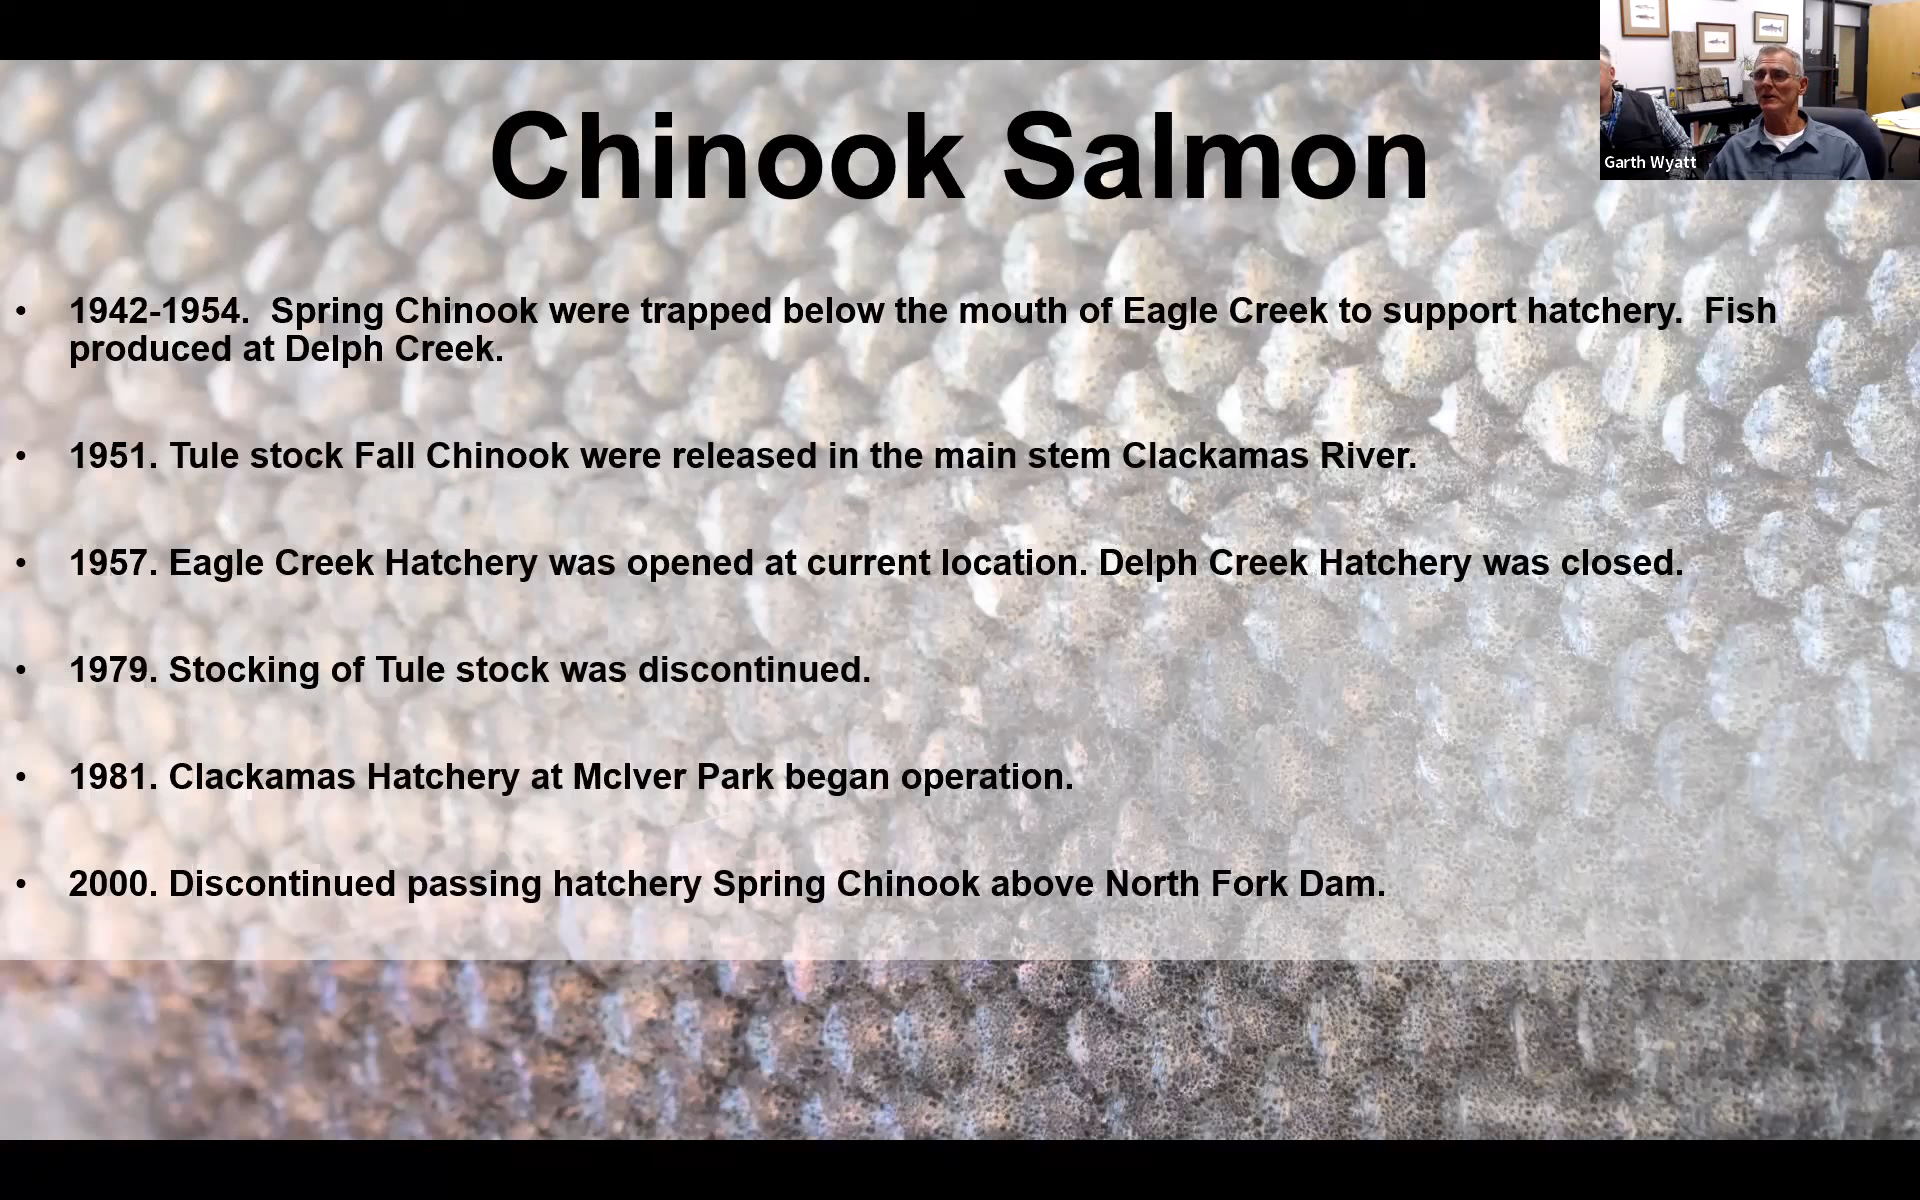 Chinook Salmon
Garth Wyatt
• 1942-1954.  Spring Chinook were trapped below the mouth of Eagle Creek to support hatchery.  Fish
produced at Delph Creek.
• 1951. Tule stock Fall Chinook were released in the main stem Clackamas River.
• 1957. Eagle Creek Hatchery was opened at current location. Delph Creek Hatchery was closed.
• 1979. Stocking of Tule stock was discontinued.
• 1981. Clackamas Hatchery at McIver Park began operation.
• 2000. Discontinued passing hatchery Spring Chinook above North Fork Dam.